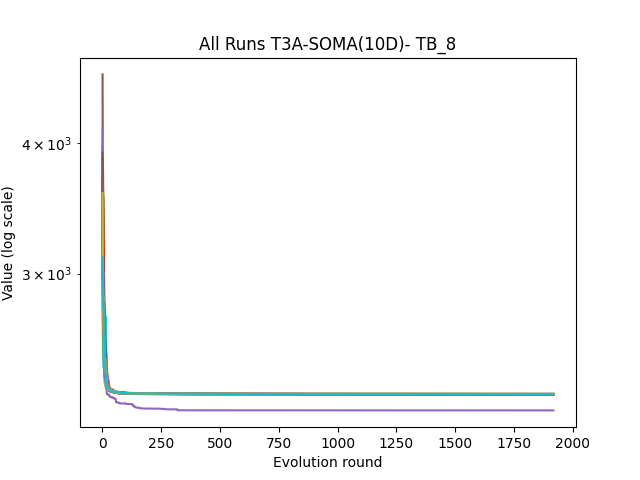 All Runs T3A-SOMA(10D)- TB_8
Value (log scale)
4 × 10³
3 × 10³
0 250 500 750 1000 1250 1500 1750 2000
Evolution round